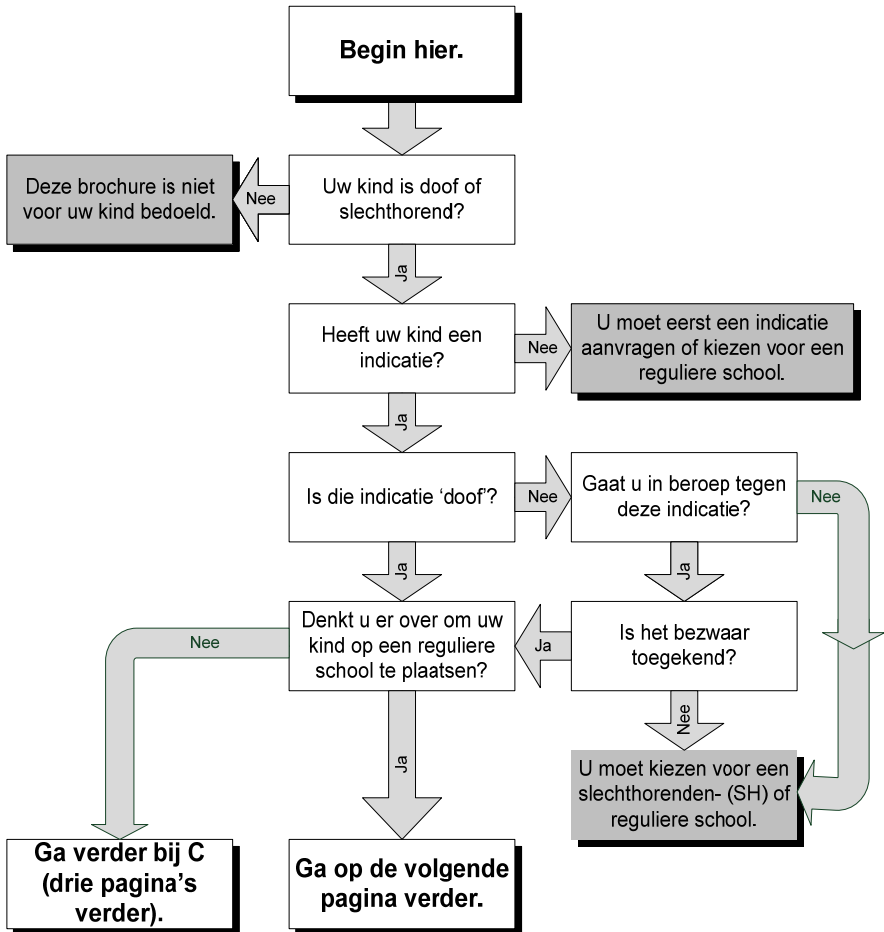 Begin hier.
Uw kind is doof of
slechthorend?
Nee
Deze brochure is niet
voor uw kind bedoeld.
Ja
Heeft uw kind een
indicatie?
Nee
U moet eerst een indicatie
aanvragen of kiezen voor een
reguliere school.
Ja
Is die indicatie ‘doof’?
Nee
Gaat u in beroep tegen
deze indicatie?
Nee
Ja
Ja
Denkt u er over om uw
kind op een reguliere
school te plaatsen?
Ja
Is het bezwaar
toegekend?
Nee
Nee
U moet kiezen voor een
slechthorenden- (SH) of
reguliere school.
Ja
Ga verder bij C
(drie pagina’s
verder).
Ga op de volgende
pagina verder.